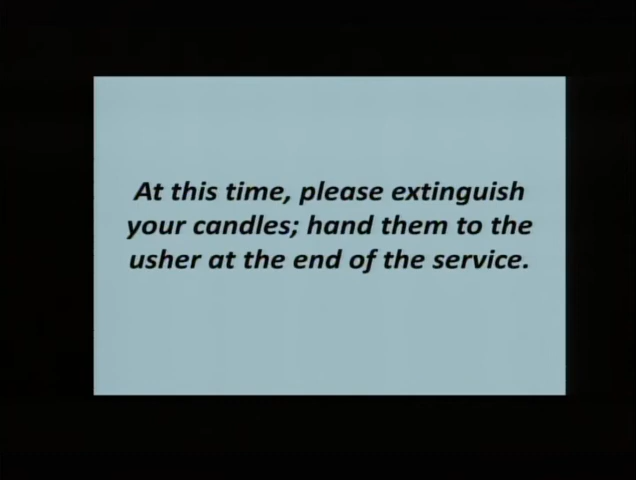 At this time, please extinguish
your candles; hand them to the
usher at the end of the service.